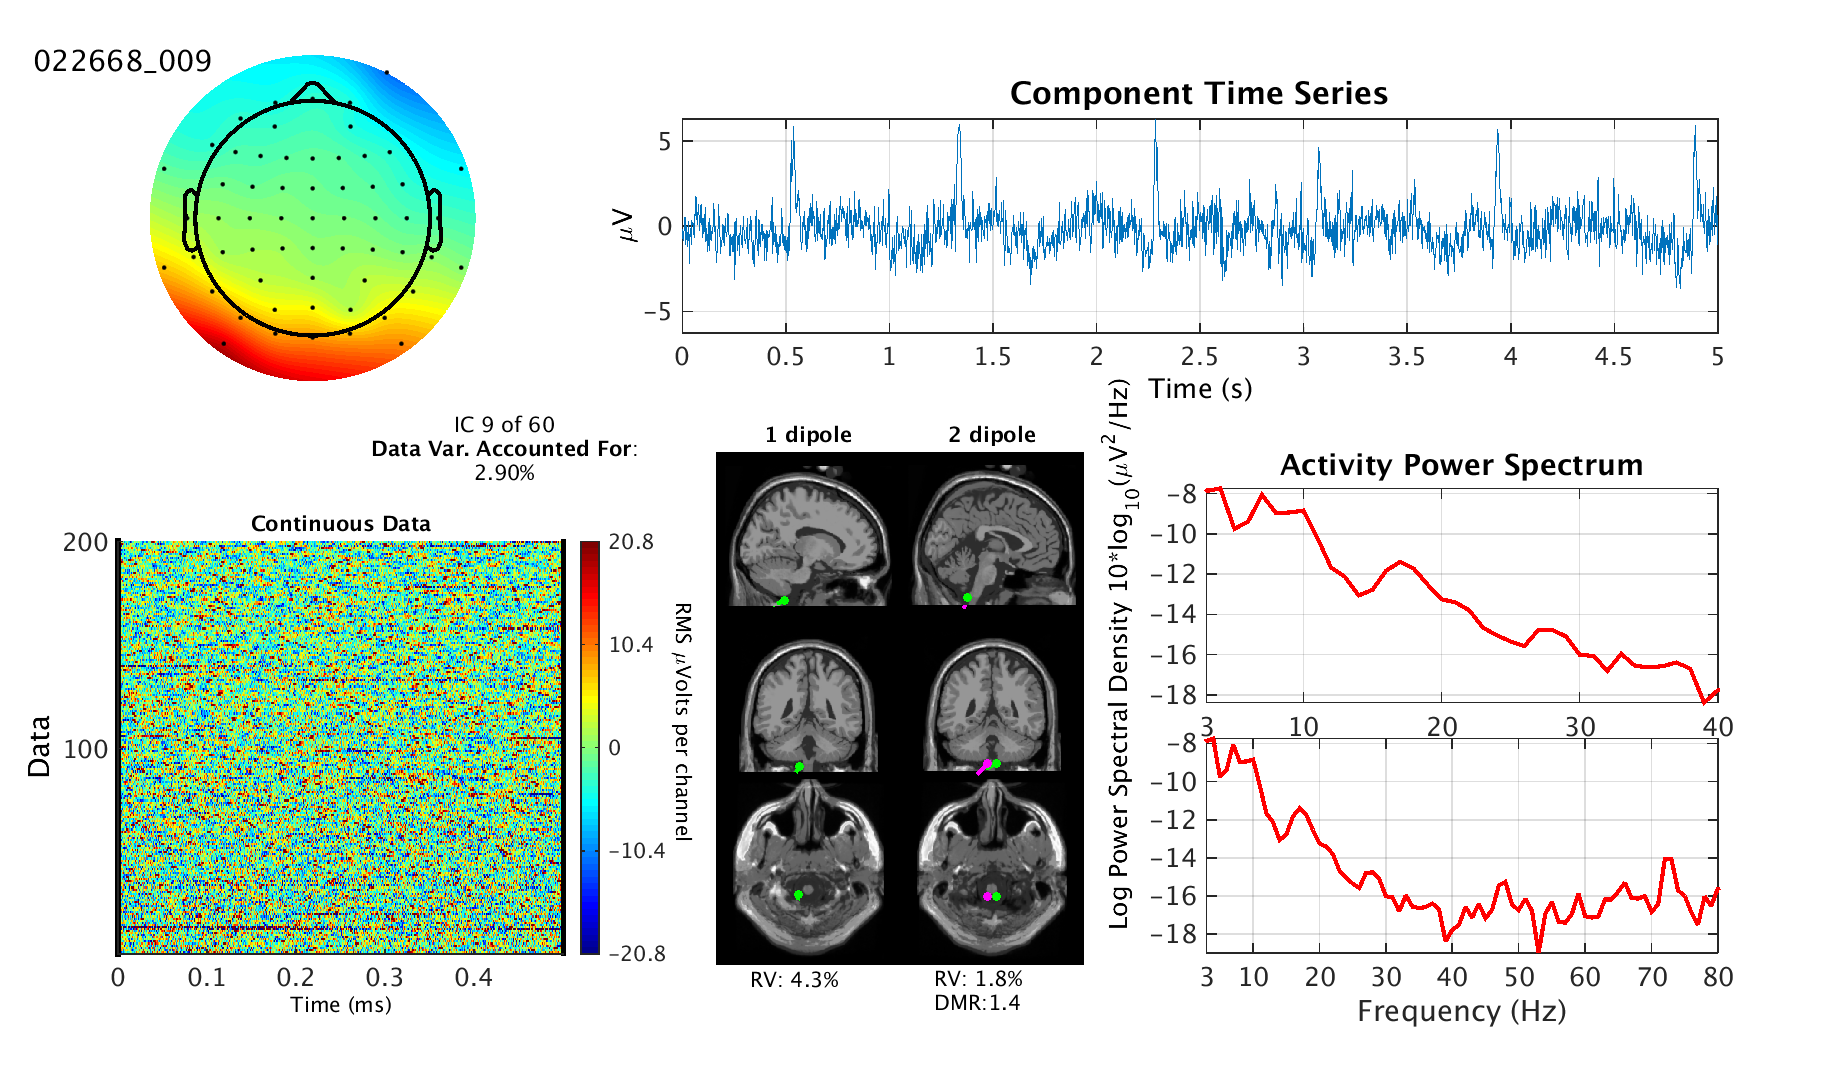 022668_009
Component Time Series
5
0
−5
μV
0 0.5 1 1.5 2 2.5 3 3.5 4 4.5 5
Time (s)
IC 9 of 60
Data Var. Accounted For:
2.90%
Continuous Data
200
100
Data
0 0.1 0.2 0.3 0.4
Time (ms)
20.8
10.4
0
−10.4
−20.8
RMS μVolts per channel
1 dipole
2 dipole
RV: 4.3%
RV: 1.8%
DMR:1.4
Activity Power Spectrum
Log Power Spectral Density 10*log10(μV2/Hz)
−8
−10
−12
−14
−16
−18
3 10 20 30 40
−8
−10
−12
−14
−16
−18
3 10 20 30 40 50 60 70 80
Frequency (Hz)